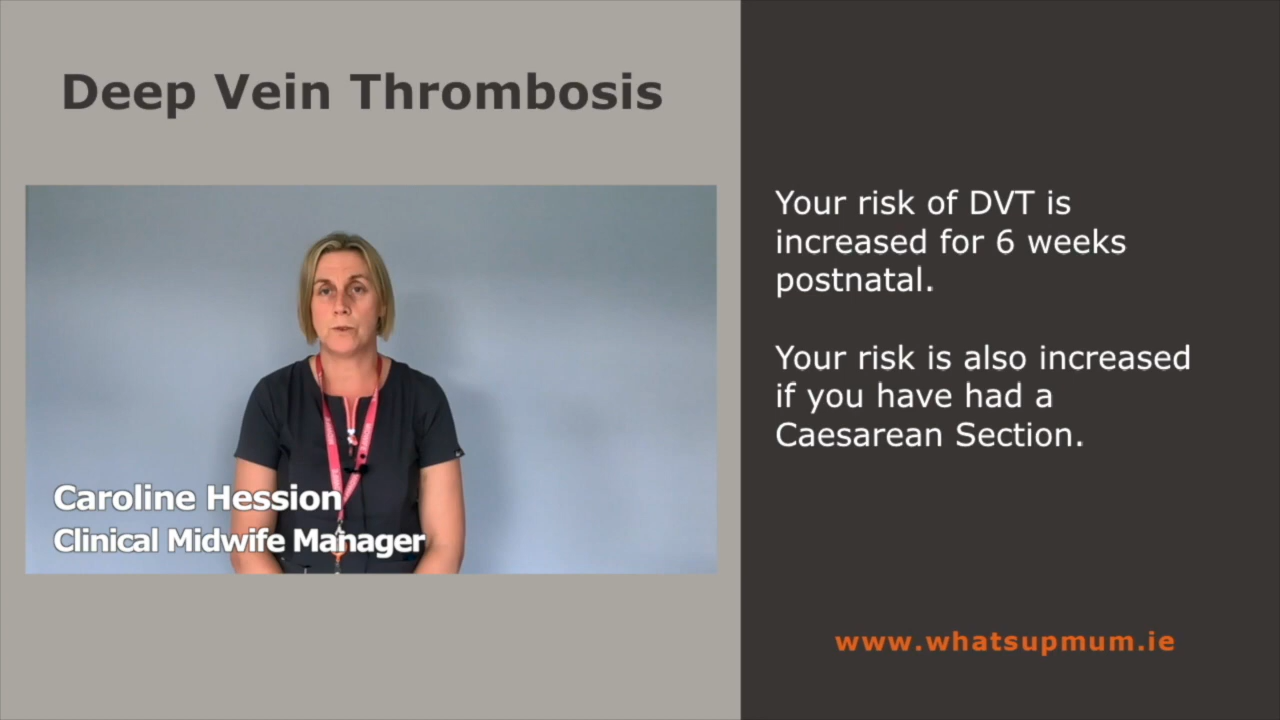 Deep Vein Thrombosis
Caroline Hession
Clinical Midwife Manager
Your risk of DVT is
increased for 6 weeks
postnatal.
Your risk is also increased
if you have had a
Caesarean Section.
www.whatsupmum.ie